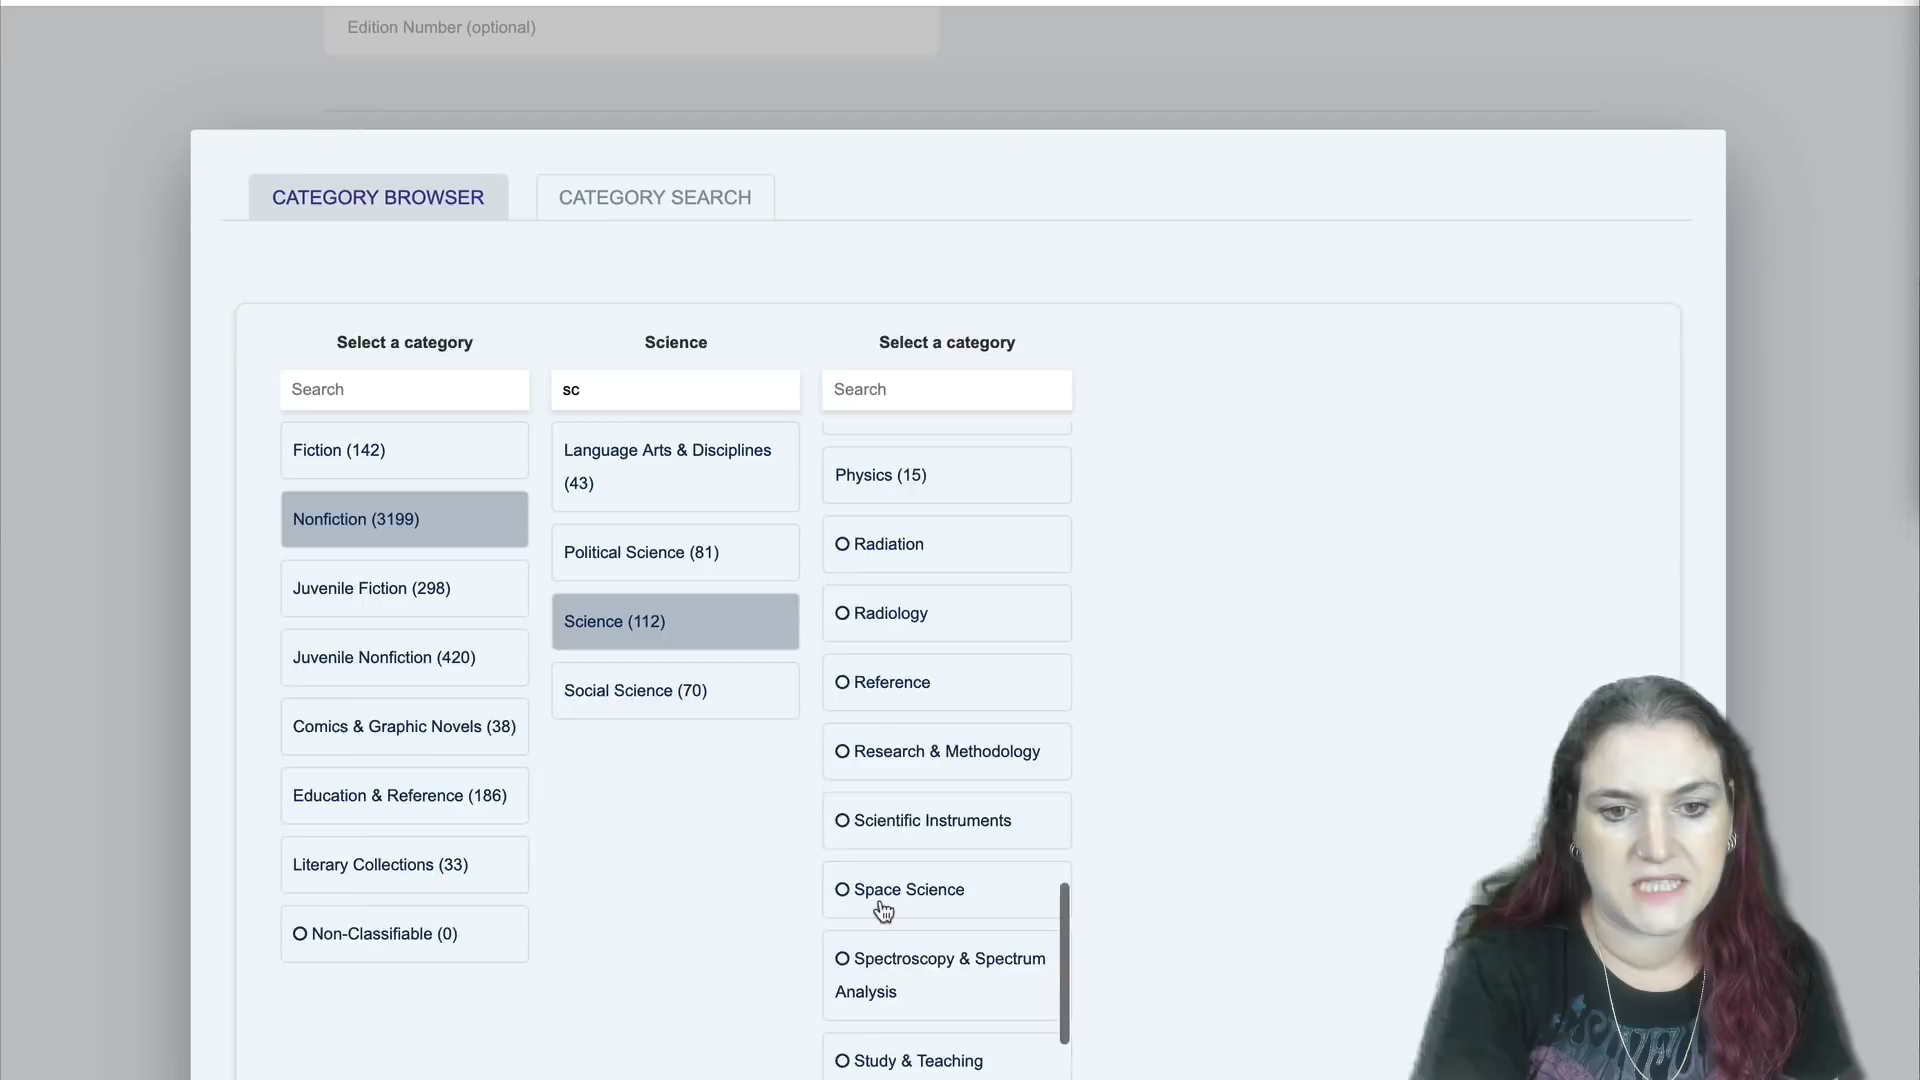 Edition Number (optional)
CATEGORY BROWSER
CATEGORY SEARCH
Select a category
Search
Fiction (142)
Nonfiction (3199)
Juvenile Fiction (298)
Juvenile Nonfiction (420)
Comics & Graphic Novels (38)
Education & Reference (186)
Literary Collections (33)
Non-Classifiable (0)
Science
sc
Language Arts & Disciplines
(43)
Political Science (81)
Science (112)
Social Science (70)
Select a category
Search
Physics (15)
Radiation
Radiology
Reference
Research & Methodology
Scientific Instruments
Space Science
Spectroscopy & Spectrum
Analysis
Study & Teaching